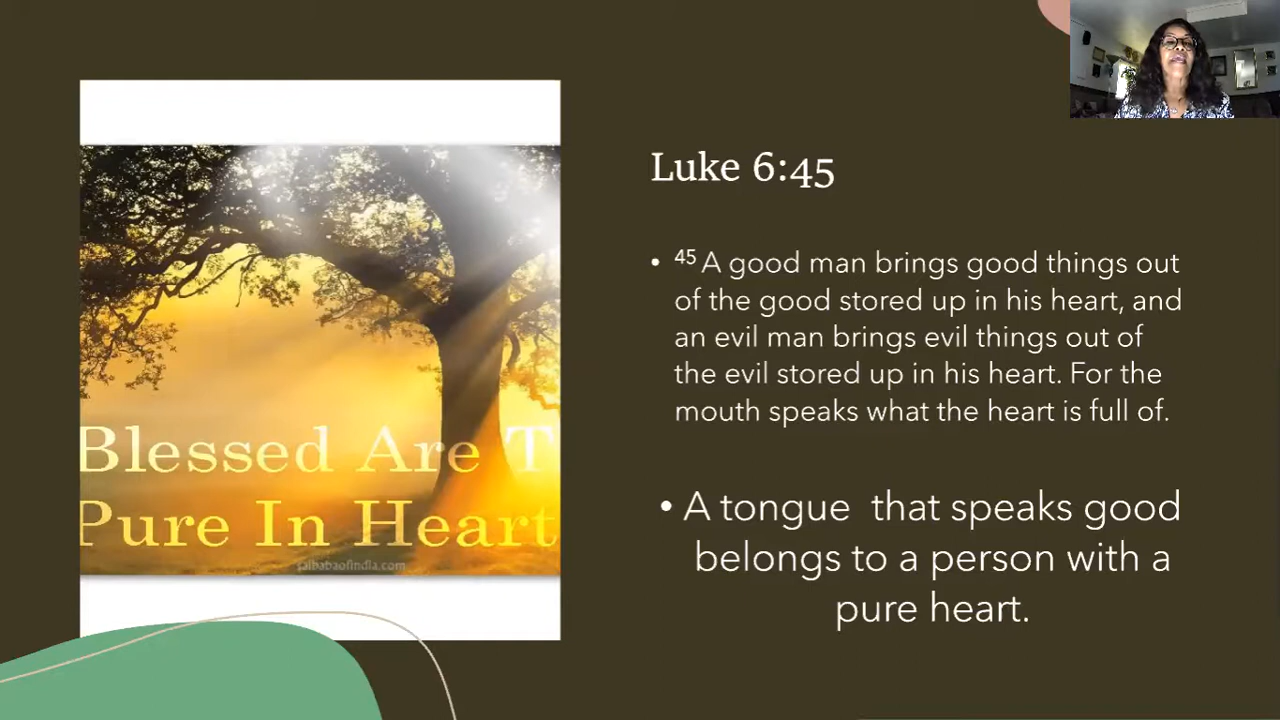 Luke 6:45
• 45 A good man brings good things out
of the good stored up in his heart, and
an evil man brings evil things out of
the evil stored up in his heart. For the
mouth speaks what the heart is full of.
• A tongue  that speaks good
belongs to a person with a
pure heart.
Blessed Are T
Pure In Heart
saibabaofindia.com